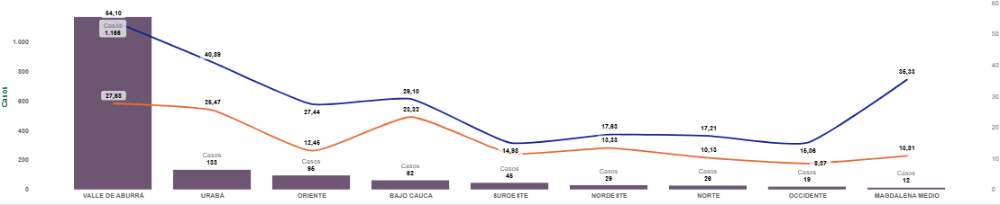 60
54,10
Casos
1.166
50
1.000
40,89
40
800
35,33
Casos
27,63
25,47
29,10
30
600
27,44
23,32
17,63
17,21
20
400
12,45
14,98
13,33
10,13
15,06
10,81
Casos
133
Casos
95
Casos
62
Casos
45
Casos
29
Casos
26
8,37
Casos
19
Casos
12
10
200
0
0
VALLE DE ABURRÁ
URABÁ
ORIENTE
BAJO CAUCA
SUROESTE
NORDESTE
NORTE
OCCIDENTE
MAGDALENA MEDIO